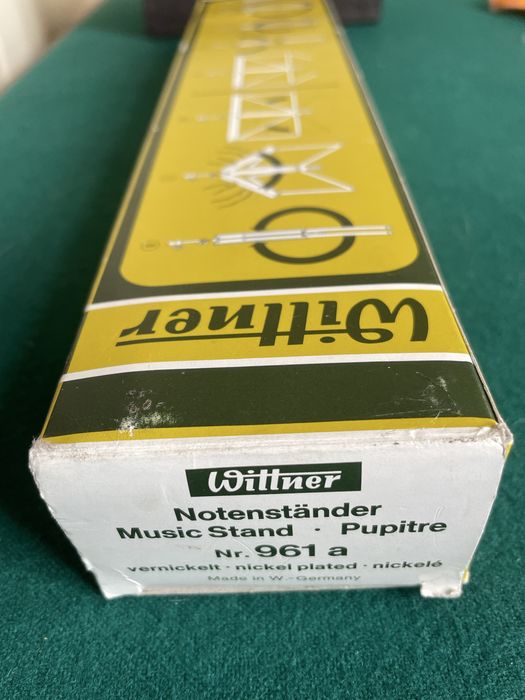 Wittner
Wittner
Notenständer
Music Stand · Pupitre
Nr. 961 a
vernickelt · nickel plated · nickelé
Made in W.-Germany